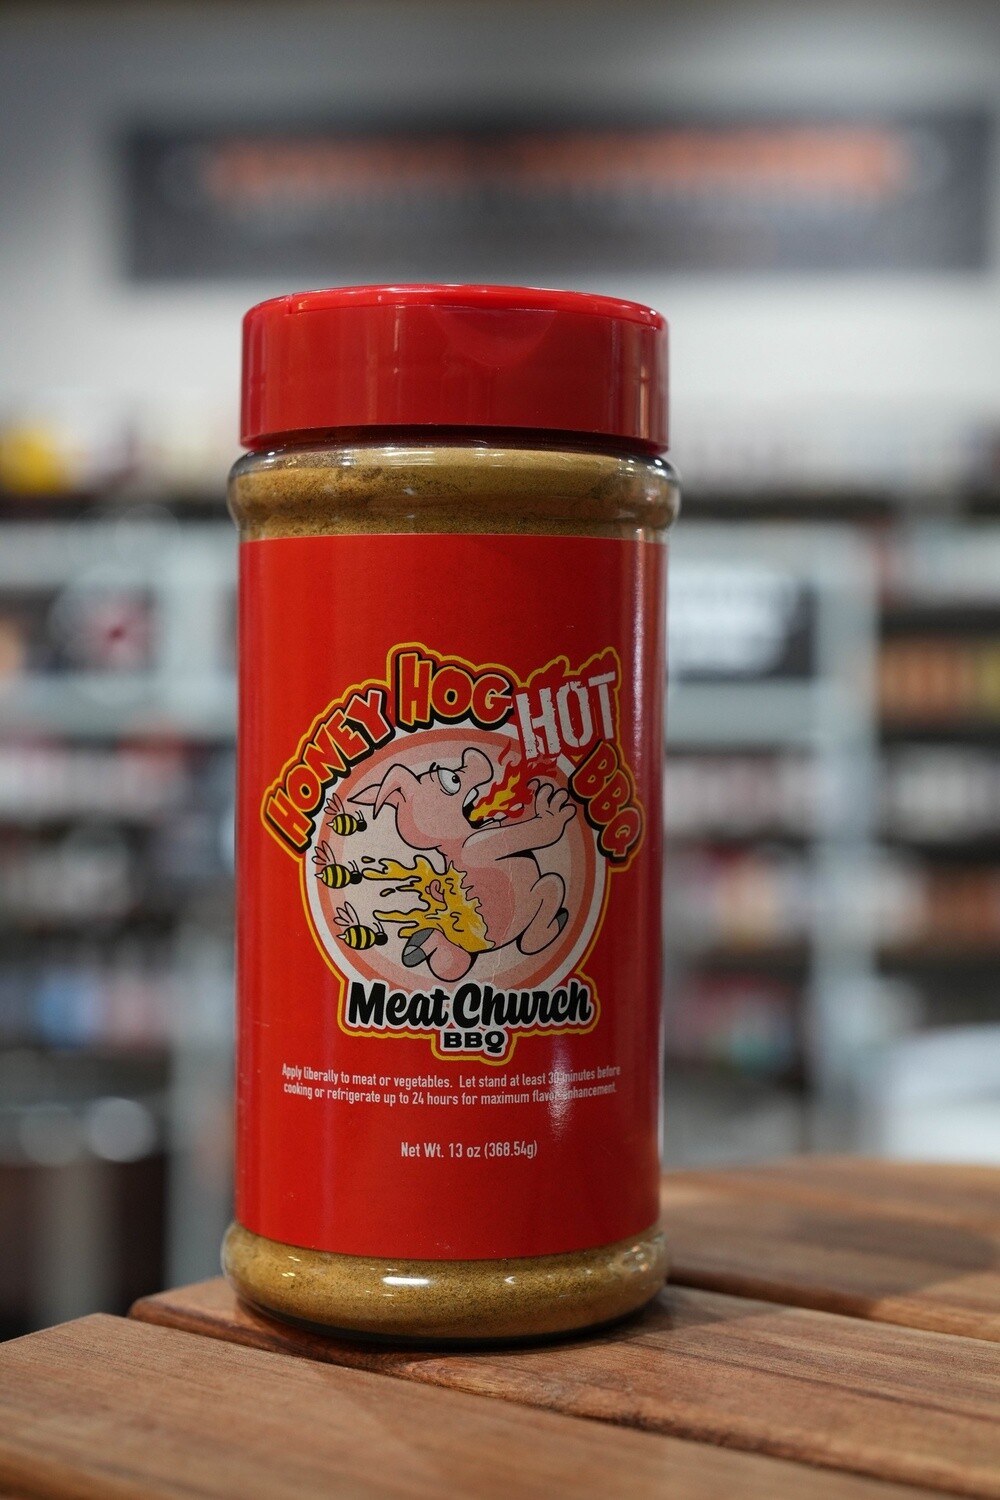 HONEY HOG HOT BBQ
Meat Church
BBQ
Apply liberally to meat or vegetables. Let stand at least 30 minutes before
cooking or refrigerate up to 24 hours for maximum flavor enhancement.
Net Wt. 13 oz (368.54g)